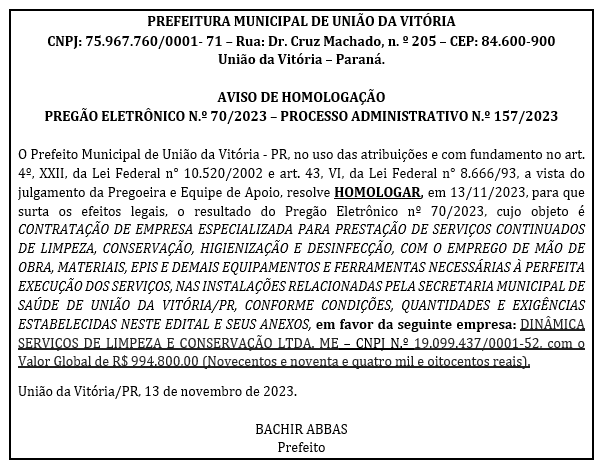 PREFEITURA MUNICIPAL DE UNIÃO DA VITÓRIA
CNPJ: 75.967.760/0001- 71 – Rua: Dr. Cruz Machado, n. º 205 – CEP: 84.600-900
União da Vitória – Paraná.
AVISO DE HOMOLOGAÇÃO
PREGÃO ELETRÔNICO N.º 70/2023 – PROCESSO ADMINISTRATIVO N.º 157/2023
O Prefeito Municipal de União da Vitória - PR, no uso das atribuições e com fundamento no art.
4º, XXII, da Lei Federal n° 10.520/2002 e art. 43, VI, da Lei Federal n° 8.666/93, a vista do
julgamento da Pregoeira e Equipe de Apoio, resolve HOMOLOGAR, em 13/11/2023, para que
surta os efeitos legais, o resultado do Pregão Eletrônico nº 70/2023, cujo objeto é
CONTRATAÇÃO DE EMPRESA ESPECIALIZADA PARA PRESTAÇÃO DE SERVIÇOS CONTINUADOS
DE LIMPEZA, CONSERVAÇÃO, HIGIENIZAÇÃO E DESINFECÇÃO, COM O EMPREGO DE MÃO DE
OBRA, MATERIAIS, EPIS E DEMAIS EQUIPAMENTOS E FERRAMENTAS NECESSÁRIAS À PERFEITA
EXECUÇÃO DOS SERVIÇOS, NAS INSTALAÇÕES RELACIONADAS PELA SECRETARIA MUNICIPAL DE
SAÚDE DE UNIÃO DA VITÓRIA/PR, CONFORME CONDIÇÕES, QUANTIDADES E EXIGÊNCIAS
ESTABELECIDAS NESTE EDITAL E SEUS ANEXOS, em favor da seguinte empresa: DINÂMICA
SERVIÇOS DE LIMPEZA E CONSERVAÇÃO LTDA. ME – CNPJ N.º 19.099.437/0001-52, com o
Valor Global de R$ 994.800.00 (Novecentos e noventa e quatro mil e oitocentos reais).
União da Vitória/PR, 13 de novembro de 2023.
BACHIR ABBAS
Prefeito